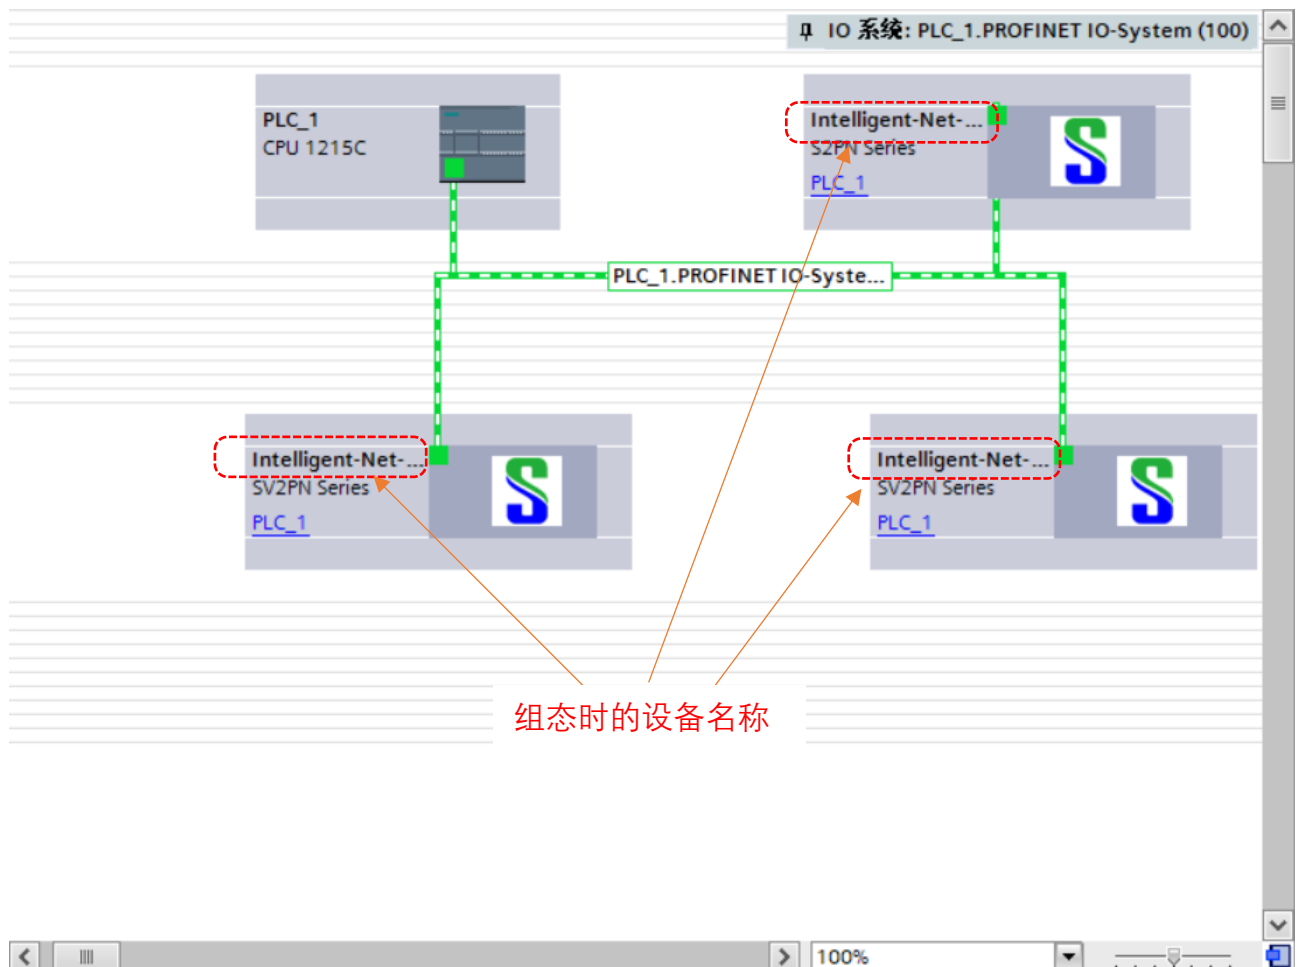 IO 系统: PLC_1.PROFINET IO-System (100)
PLC_1
CPU 1215C
Intelligent-Net-...
S2PN Series
PLC_1
PLC_1.PROFINET IO-Syste...
Intelligent-Net-...
SV2PN Series
PLC_1
Intelligent-Net-...
SV2PN Series
PLC_1
组态时的设备名称
100%